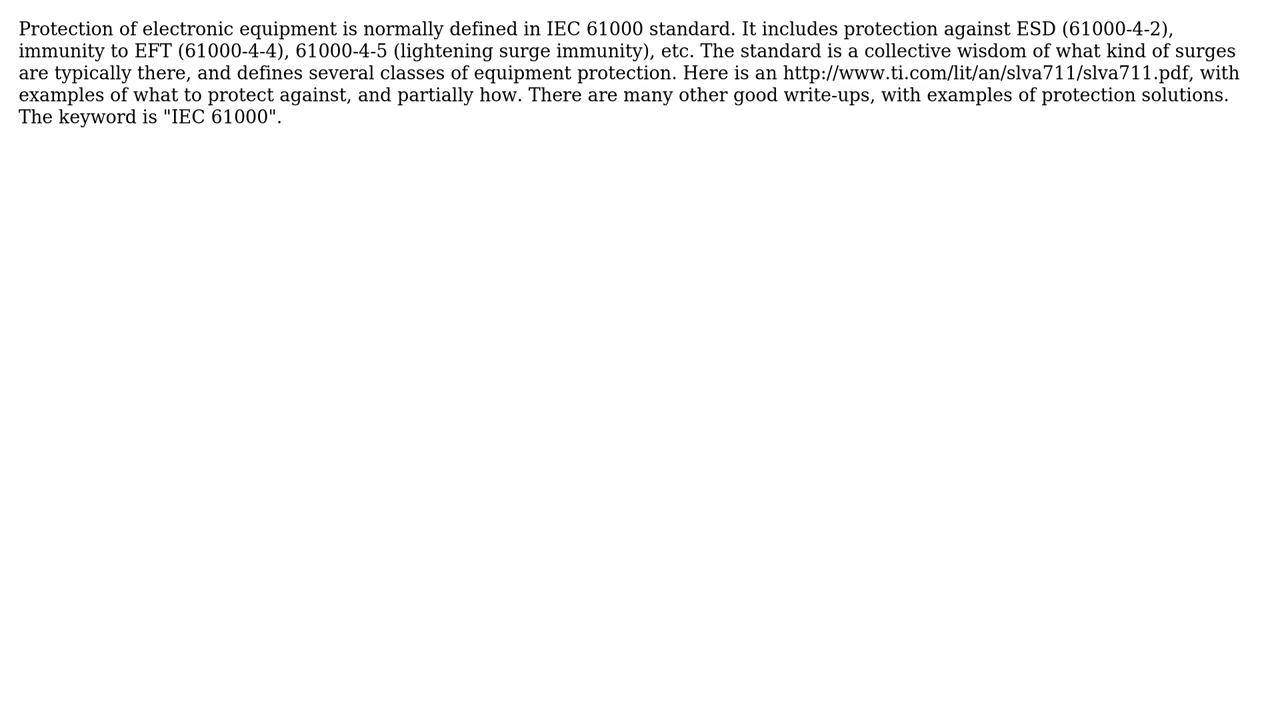 Protection of electronic equipment is normally defined in IEC 61000 standard. It includes protection against ESD (61000-4-2),
immunity to EFT (61000-4-4), 61000-4-5 (lightening surge immunity), etc. The standard is a collective wisdom of what kind of surges
are typically there, and defines several classes of equipment protection. Here is an http://www.ti.com/lit/an/slva711/slva711.pdf, with
examples of what to protect against, and partially how. There are many other good write-ups, with examples of protection solutions.
The keyword is "IEC 61000".